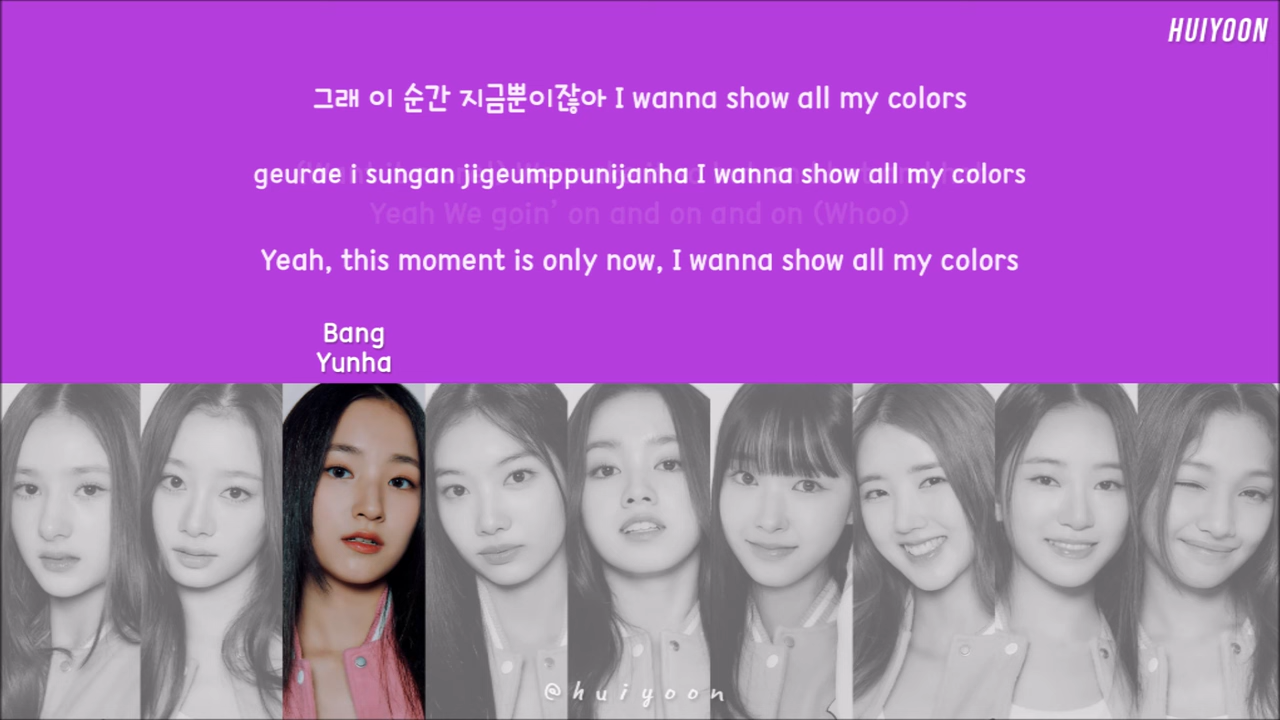 HUIYOON
그래 이 순간 지금뿐이잖아 I wanna show all my colors
geurae i sungan jigeumppunijanha I wanna show all my colors
Yeah We goin' on and on and on (Whoo)
Yeah, this moment is only now, I wanna show all my colors
Bang
Yunha
@huiyoon